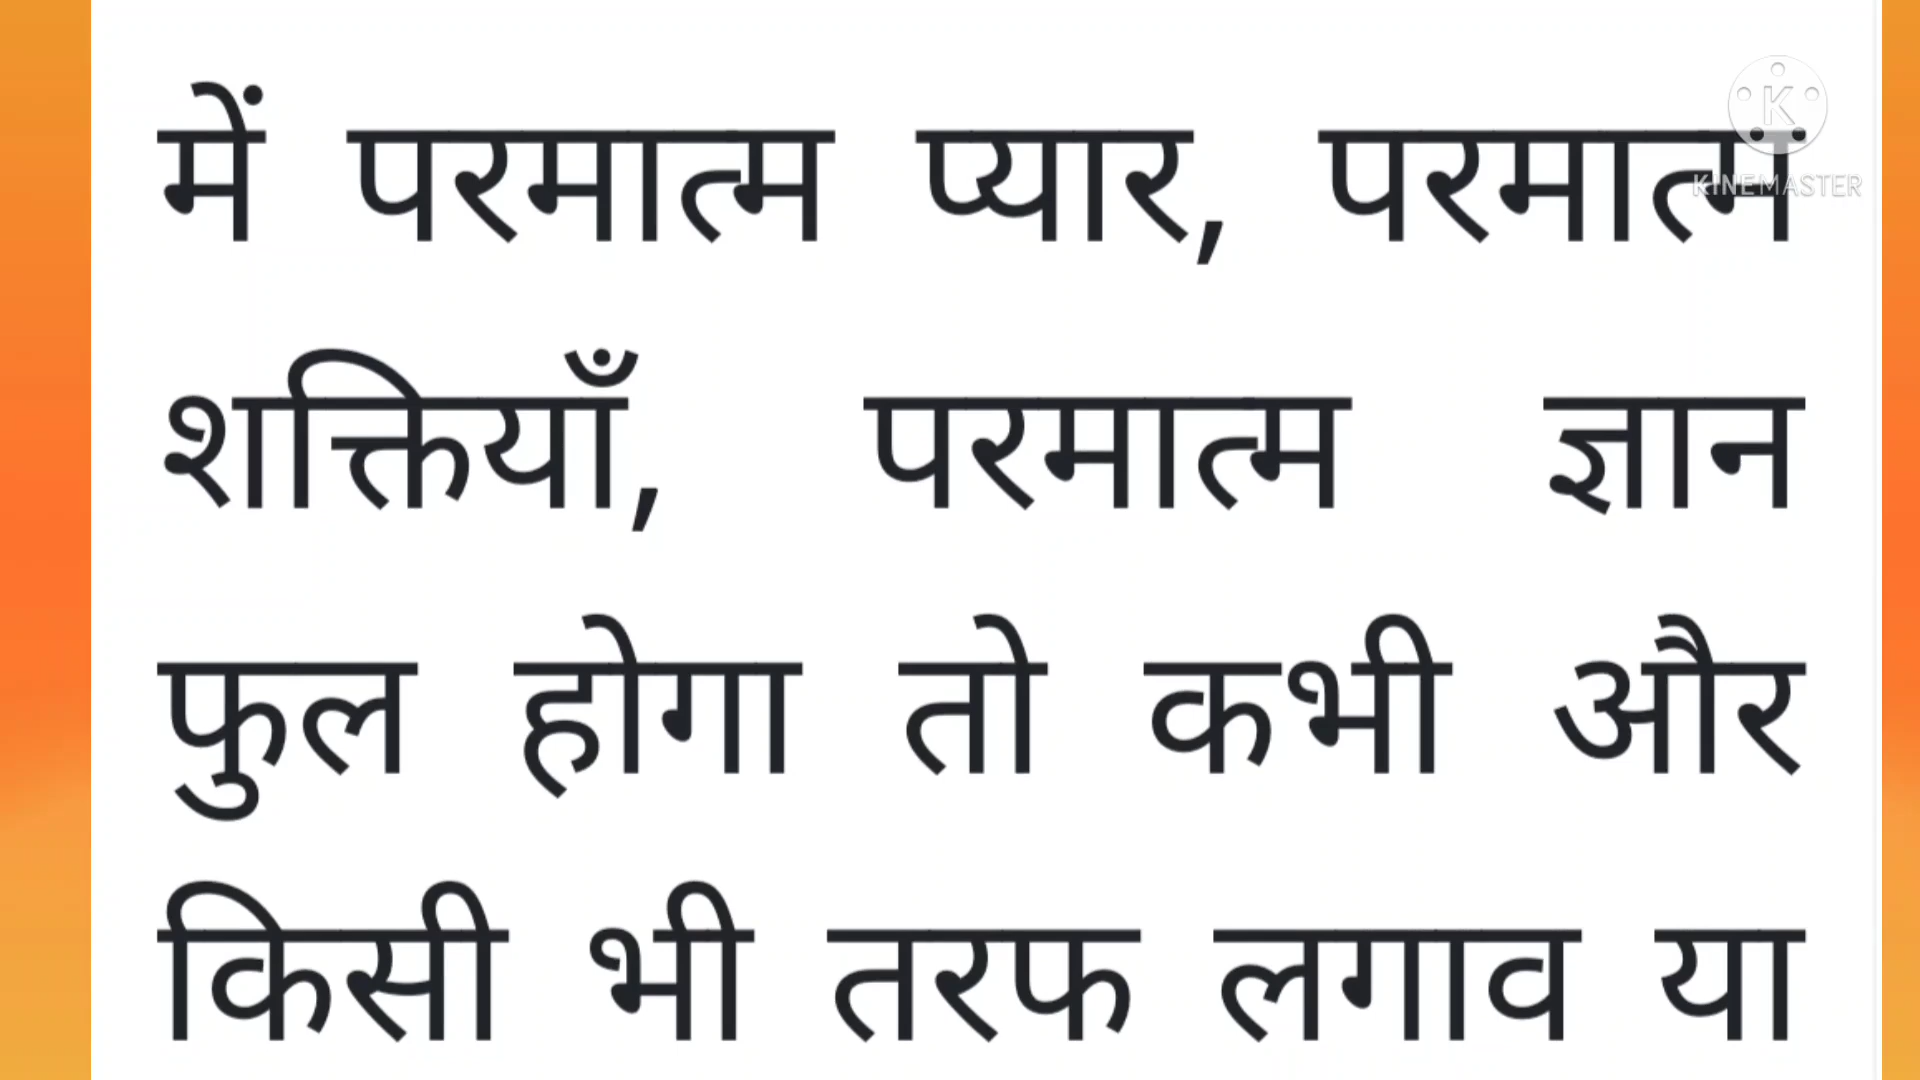 में परमात्म प्यार, परमात्म
शक्तियाँ, परमात्म ज्ञान
फुल होगा तो कभी और
किसी भी तरफ लगाव या
K
KINEMASTER